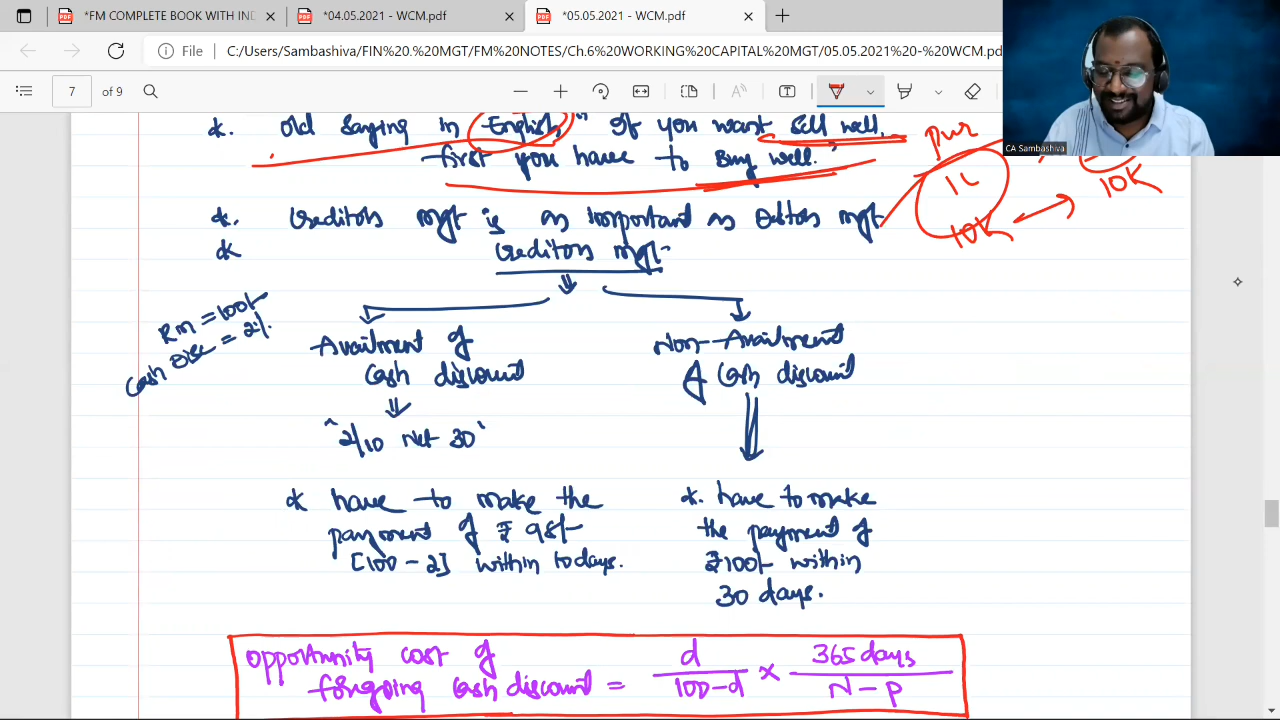 *FM COMPLETE BOOK WITH IND
*04.05.2021 - WCM.pdf
*05.05.2021 - WCM.pdf
File
C:/Users/Sambashiva/FIN%20.%20MGT/FM%20NOTES/Ch.6%20WORKING%20CAPITAL%20MGT/05.05.2021%20-%20WCM.pd
7 of 9
CA Sambashiva
*. Old Saying in English, "If you want Sell well,
first you have to Buy well."
pur
1L
10K
10K
*. Creditors mgt is as important as Debtors mgt
*
Creditors mgt
RM = 100/-
Cash Disc = 2%
Availment of
Cash discount
Non-Availment
of Cash discount
"2/10 Net 30"
* have to make the
payment of ₹ 98/-
[100 - 2] within 10 days.
*. have to make
the payment of
₹100/- within
30 days.
Opportunity cost of
forgoing cash discount = d / 100-d × 365 days / N-P